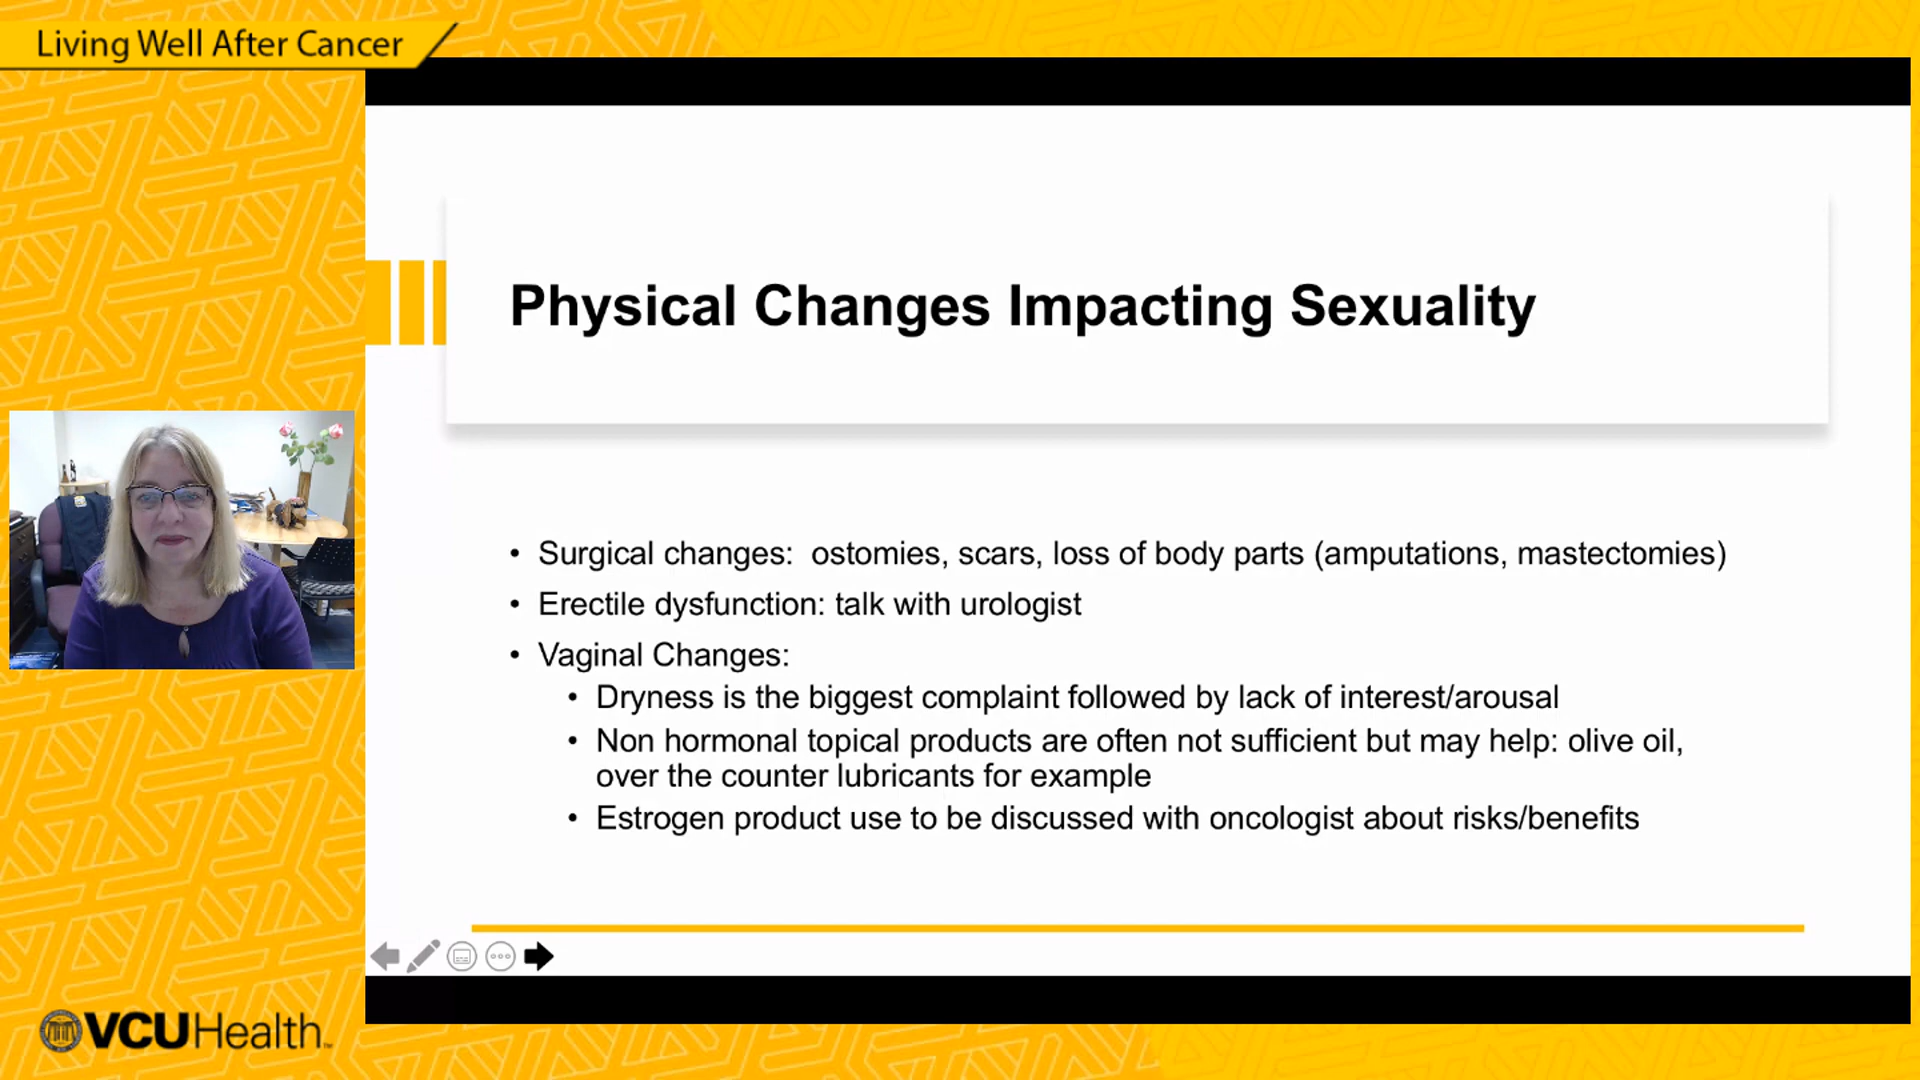 Living Well After Cancer
Physical Changes Impacting Sexuality
• Surgical changes:  ostomies, scars, loss of body parts (amputations, mastectomies)
• Erectile dysfunction: talk with urologist
• Vaginal Changes:
• Dryness is the biggest complaint followed by lack of interest/arousal
• Non hormonal topical products are often not sufficient but may help: olive oil,
over the counter lubricants for example
• Estrogen product use to be discussed with oncologist about risks/benefits
VCUHealth™